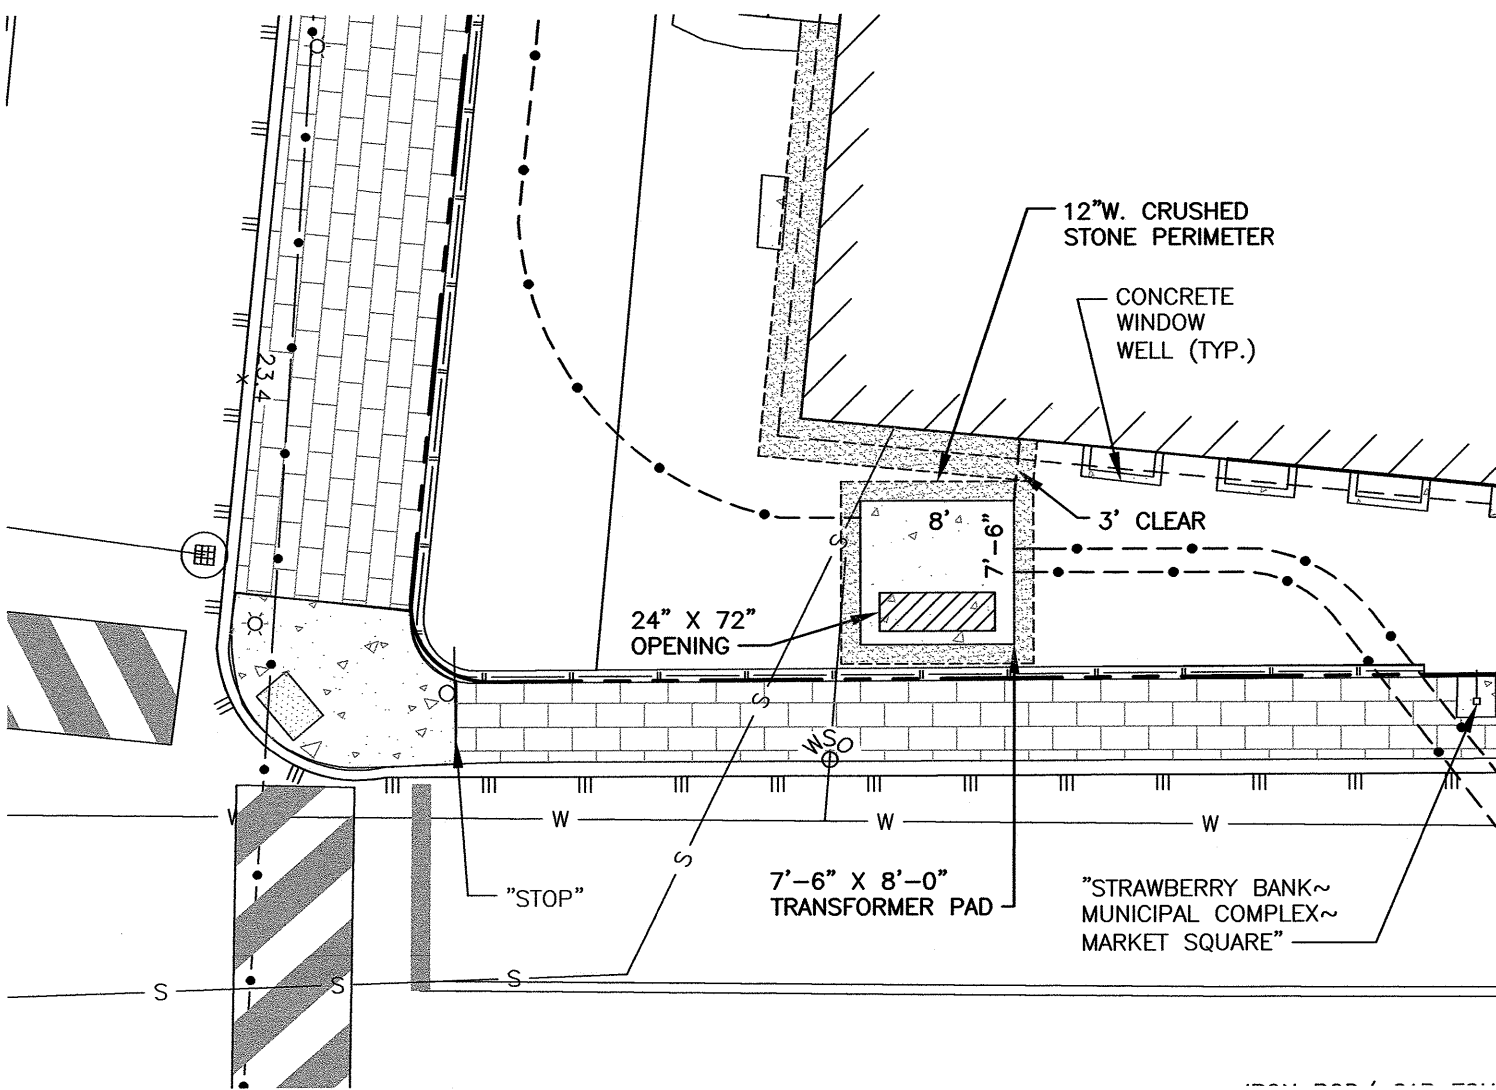 12"W. CRUSHED
STONE PERIMETER
CONCRETE
WINDOW
WELL (TYP.)
23.4
8'
7'-6"
3' CLEAR
S
24" X 72"
OPENING
S
WSO
W
W
W
W
S
7'-6" X 8'-0"
TRANSFORMER PAD
"STOP"
"STRAWBERRY BANK~
MUNICIPAL COMPLEX~
MARKET SQUARE"
S
S
S